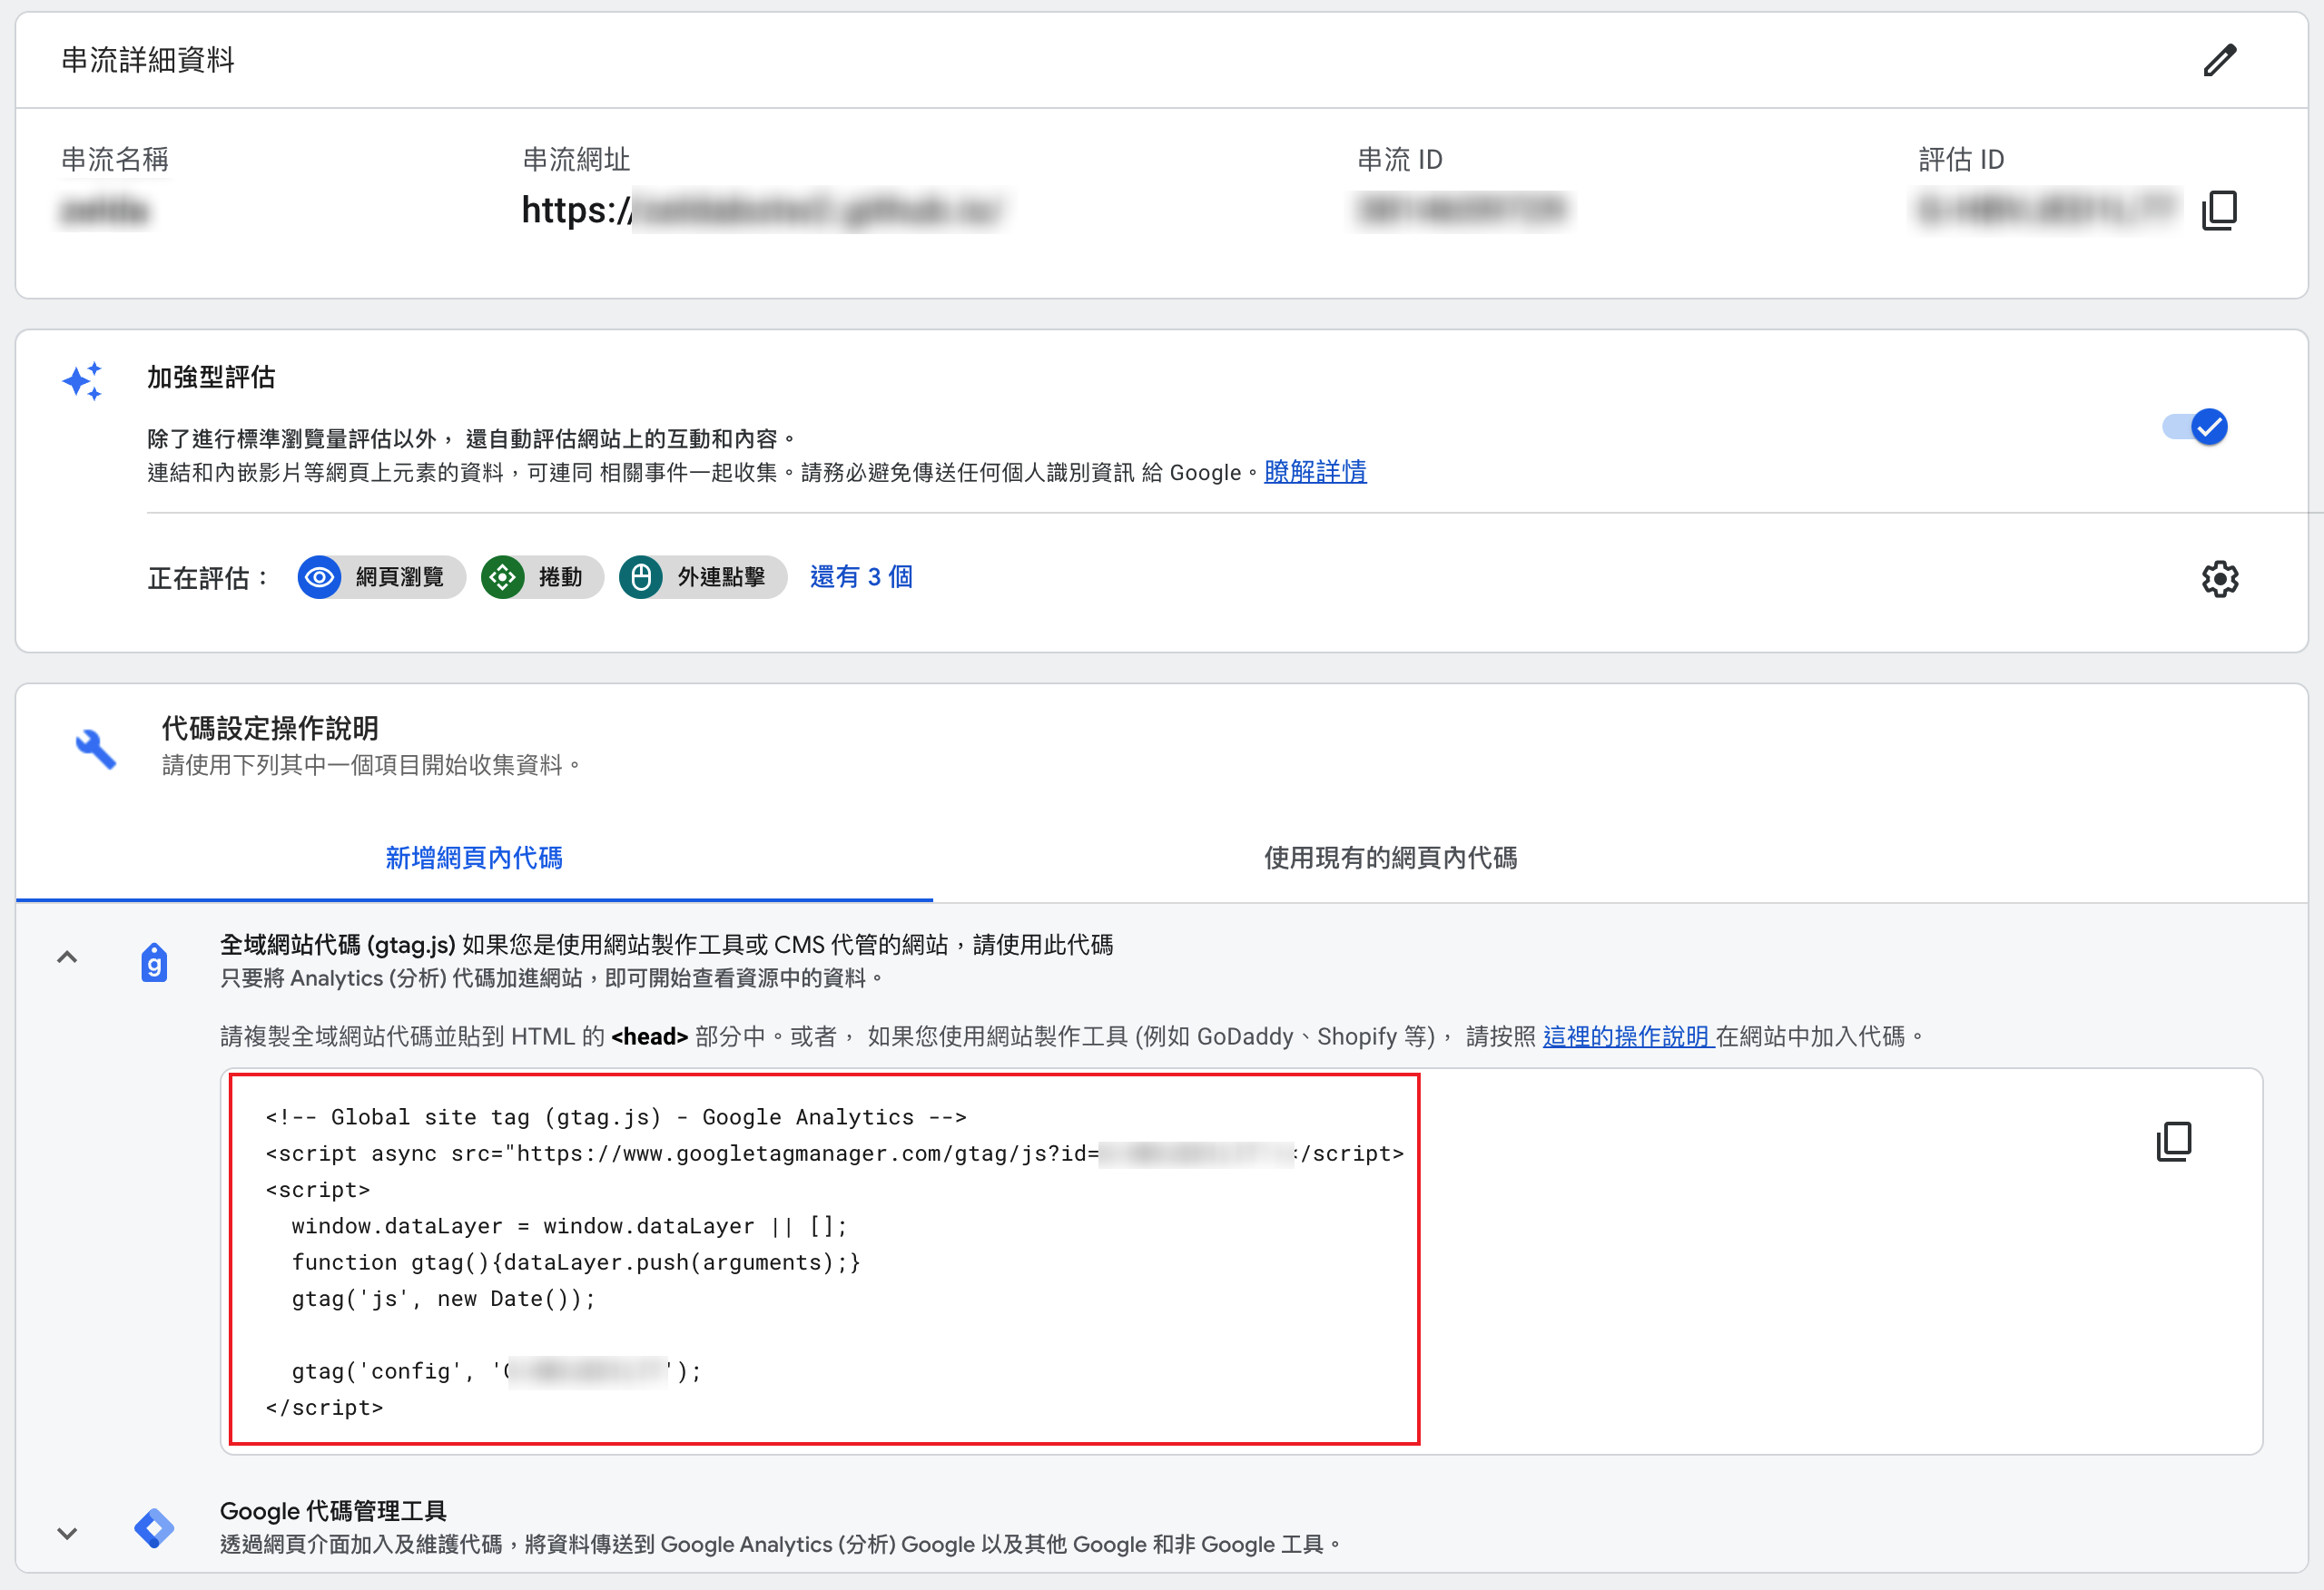 串流詳細資料
串流名稱
串流網址
串流 ID
評估 ID
https://
加強型評估
除了進行標準瀏覽量評估以外， 還自動評估網站上的互動和內容。
連結和內嵌影片等網頁上元素的資料，可連同 相關事件一起收集。請務必避免傳送任何個人識別資訊 給 Google。瞭解詳情
正在評估： 網頁瀏覽 捲動 外連點擊 還有 3 個
代碼設定操作說明
請使用下列其中一個項目開始收集資料。
新增網頁內代碼
使用現有的網頁內代碼
全域網站代碼 (gtag.js) 如果您是使用網站製作工具或 CMS 代管的網站，請使用此代碼
只要將 Analytics (分析) 代碼加進網站，即可開始查看資源中的資料。
請複製全域網站代碼並貼到 HTML 的 <head> 部分中。或者， 如果您使用網站製作工具 (例如 GoDaddy、Shopify 等)， 請按照 這裡的操作說明 在網站中加入代碼。
<!-- Global site tag (gtag.js) - Google Analytics -->
<script async src="https://www.googletagmanager.com/gtag/js?id= </script>
<script>
window.dataLayer = window.dataLayer || [];
function gtag(){dataLayer.push(arguments);}
gtag('js', new Date());
gtag('config', ' ');
</script>
Google 代碼管理工具
透過網頁介面加入及維護代碼，將資料傳送到 Google Analytics (分析) Google 以及其他 Google 和非 Google 工具。